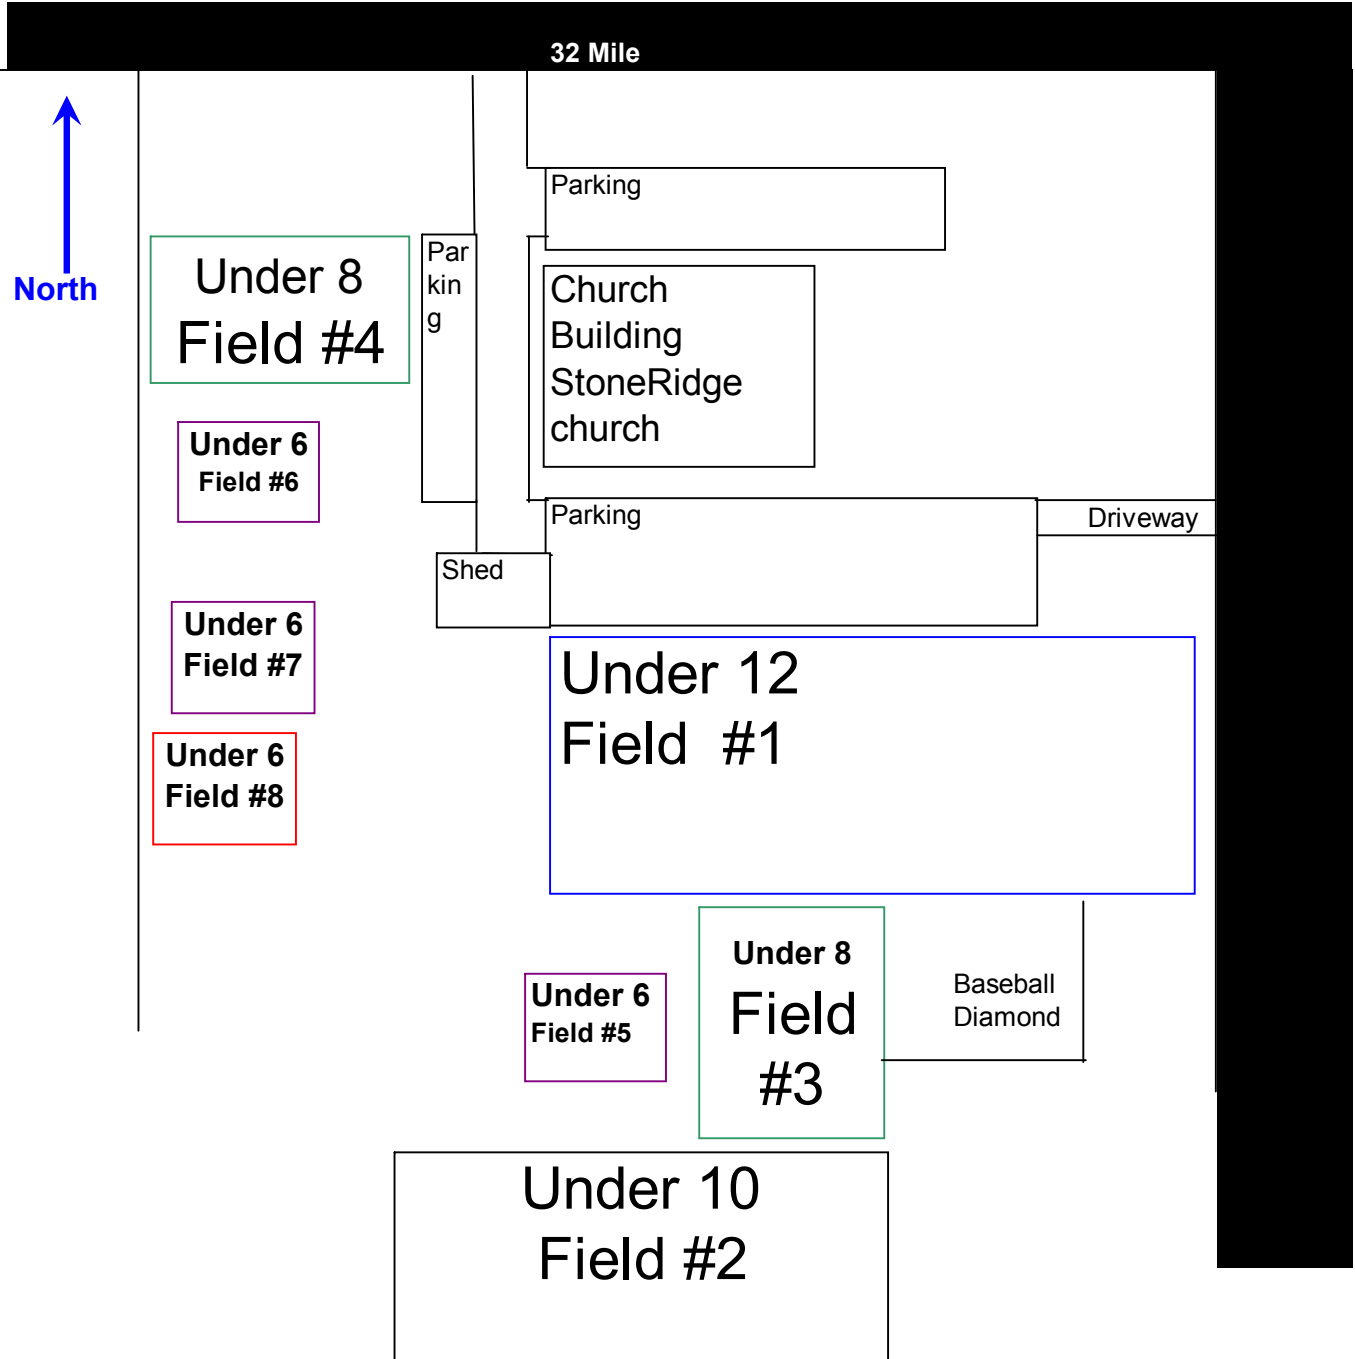 32 Mile
North
Parking
Under 8
Field #4
Par
kin
g
Church
Building
StoneRidge
church
Under 6
Field #6
Parking
Driveway
Shed
Under 6
Field #7
Under 12
Field #1
Under 6
Field #8
Under 8
Field
#3
Under 6
Field #5
Baseball
Diamond
Under 10
Field #2